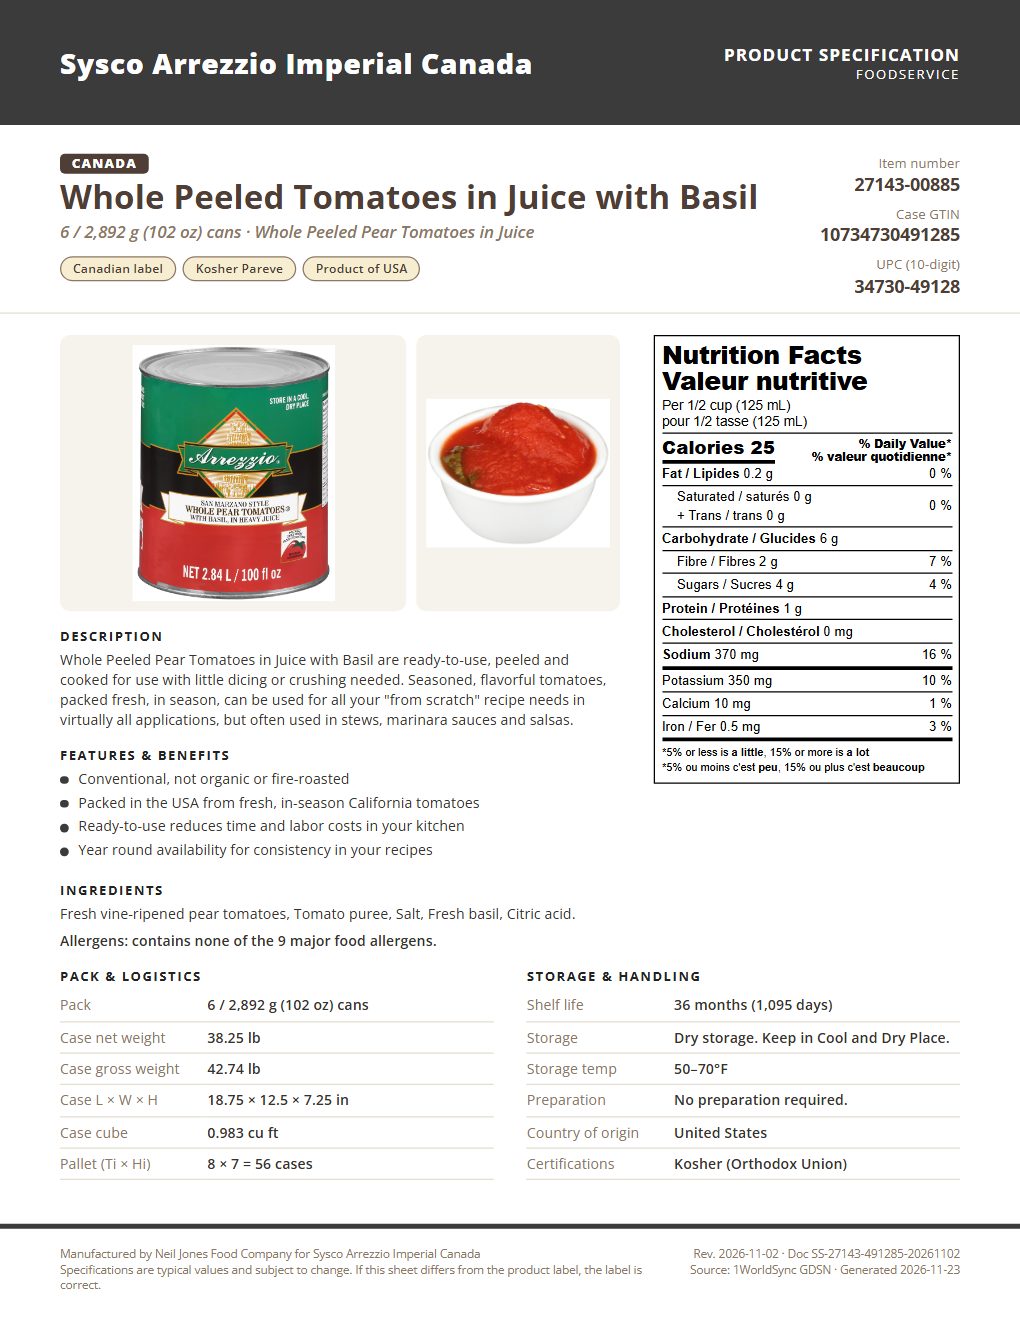 Sysco Arrezzio Imperial Canada
PRODUCT SPECIFICATION
FOODSERVICE
CANADA
Whole Peeled Tomatoes in Juice with Basil
6 / 2,892 g (102 oz) cans · Whole Peeled Pear Tomatoes in Juice
Canadian label
Kosher Pareve
Product of USA
Item number
27143-00885
Case GTIN
10734730491285
UPC (10-digit)
34730-49128
STORE IN A COOL,
DRY PLACE
Arrezzio
SAN MARZANO STYLE
WHOLE PEAR TOMATOES
WITH BASIL, IN HEAVY JUICE
NET 2.84 L / 100 fl oz
Nutrition Facts
Valeur nutritive
Per 1/2 cup (125 mL)
pour 1/2 tasse (125 mL)
Calories 25
% Daily Value*
% valeur quotidienne*
Fat / Lipides 0.2 g 0 %
Saturated / saturés 0 g
+ Trans / trans 0 g
0 %
Carbohydrate / Glucides 6 g
Fibre / Fibres 2 g 7 %
Sugars / Sucres 4 g 4 %
Protein / Protéines 1 g
Cholesterol / Cholestérol 0 mg
Sodium 370 mg 16 %
Potassium 350 mg 10 %
Calcium 10 mg 1 %
Iron / Fer 0.5 mg 3 %
*5% or less is a little, 15% or more is a lot
*5% ou moins c'est peu, 15% ou plus c'est beaucoup
DESCRIPTION
Whole Peeled Pear Tomatoes in Juice with Basil are ready-to-use, peeled and
cooked for use with little dicing or crushing needed. Seasoned, flavorful tomatoes,
packed fresh, in season, can be used for all your "from scratch" recipe needs in
virtually all applications, but often used in stews, marinara sauces and salsas.
FEATURES & BENEFITS
Conventional, not organic or fire-roasted
Packed in the USA from fresh, in-season California tomatoes
Ready-to-use reduces time and labor costs in your kitchen
Year round availability for consistency in your recipes
INGREDIENTS
Fresh vine-ripened pear tomatoes, Tomato puree, Salt, Fresh basil, Citric acid.
Allergens: contains none of the 9 major food allergens.
PACK & LOGISTICS
Pack 6 / 2,892 g (102 oz) cans
Case net weight 38.25 lb
Case gross weight 42.74 lb
Case L × W × H 18.75 × 12.5 × 7.25 in
Case cube 0.983 cu ft
Pallet (Ti × Hi) 8 × 7 = 56 cases
STORAGE & HANDLING
Shelf life 36 months (1,095 days)
Storage Dry storage. Keep in Cool and Dry Place.
Storage temp 50–70°F
Preparation No preparation required.
Country of origin United States
Certifications Kosher (Orthodox Union)
Manufactured by Neil Jones Food Company for Sysco Arrezzio Imperial Canada
Specifications are typical values and subject to change. If this sheet differs from the product label, the label is
correct.
Rev. 2026-11-02 · Doc SS-27143-491285-20261102
Source: 1WorldSync GDSN · Generated 2026-11-23